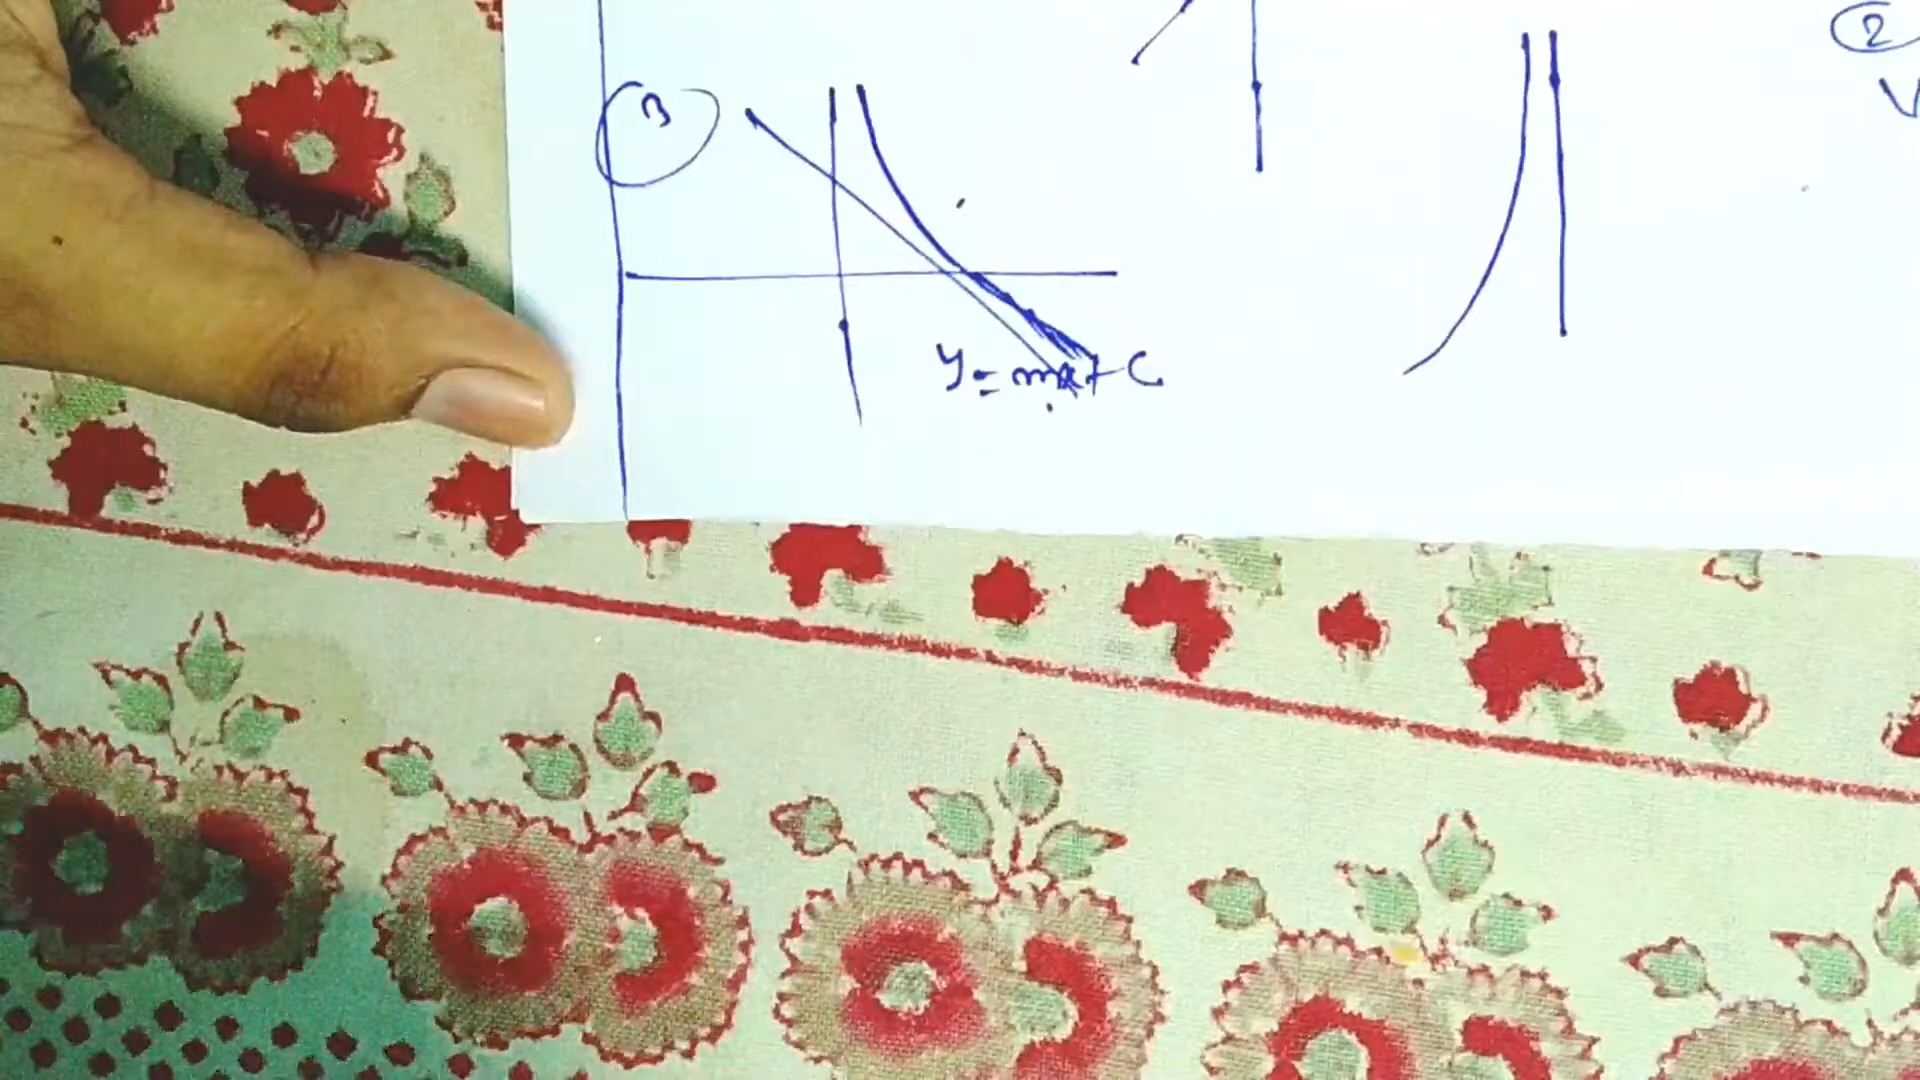 ②
3
y = mx + c